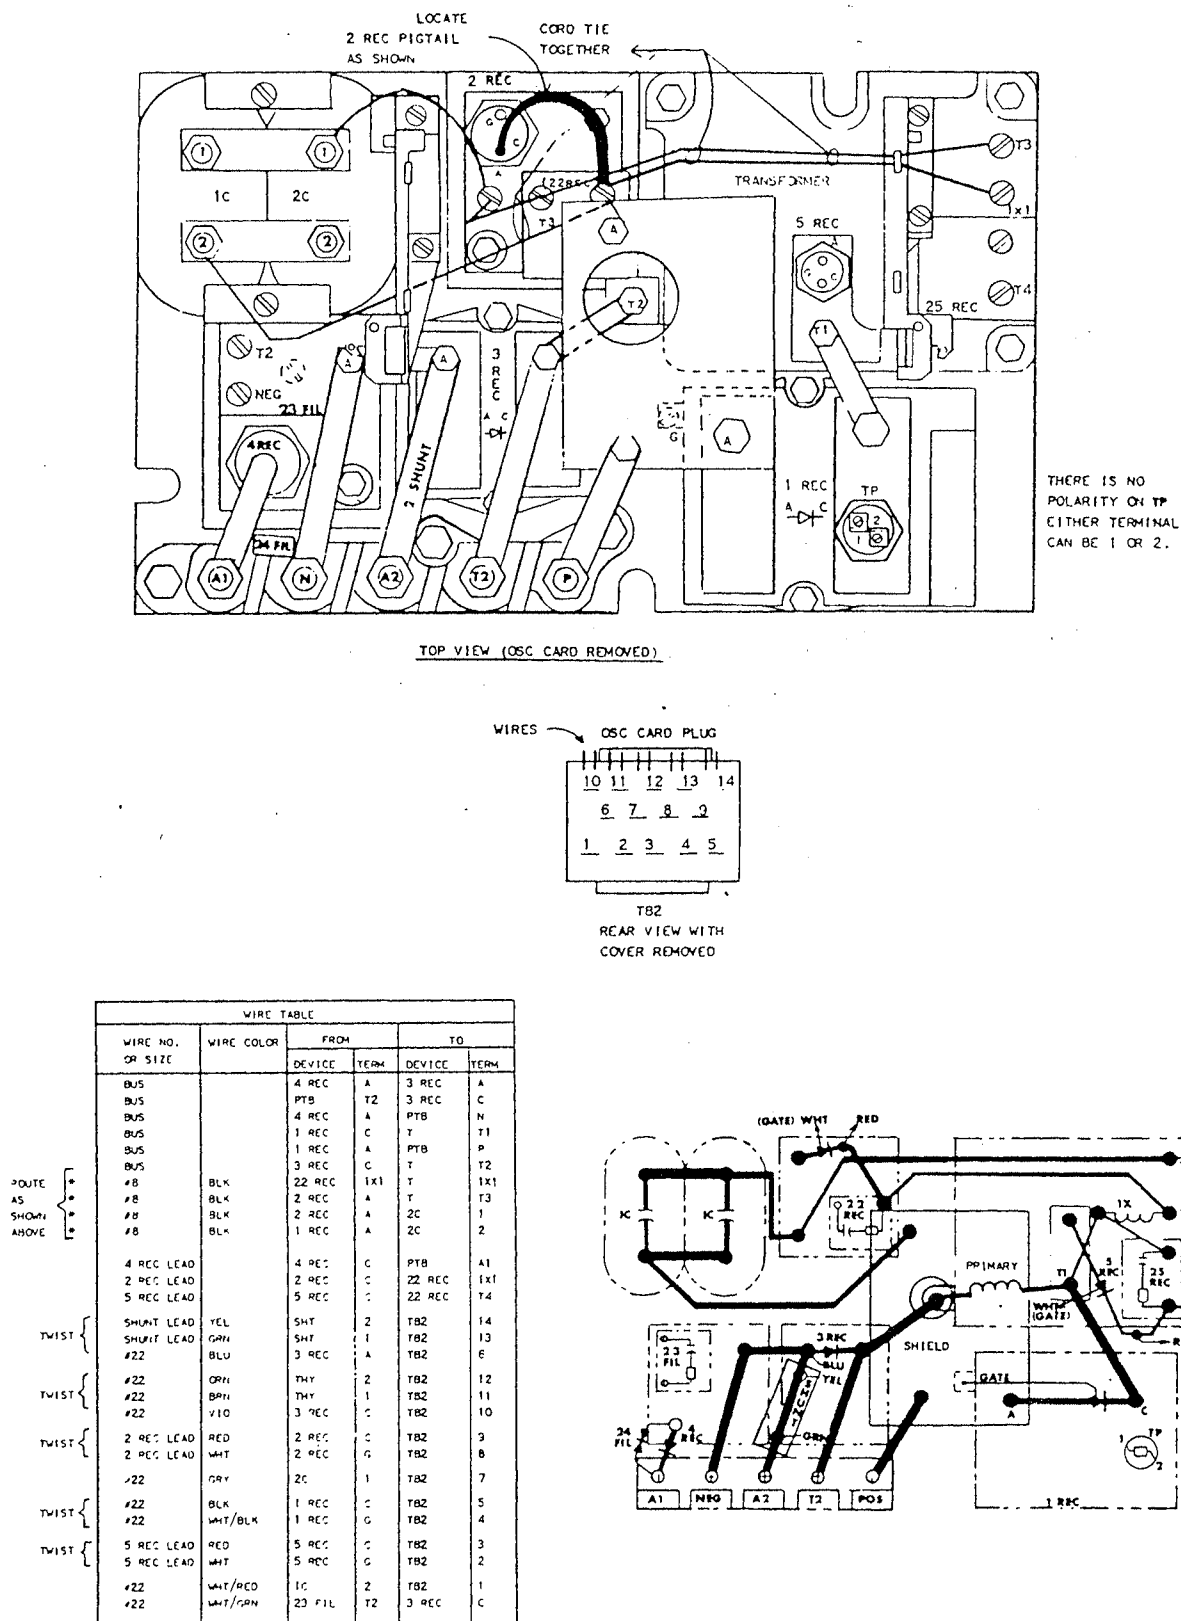 LOCATE
2 REC PIGTAIL
AS SHOWN
CORD TIE
TOGETHER
2 REC
G
C
A
1
1
1C
2C
2
2
22REC
T3
A
TRANSFORMER
T3
1X1
5 REC
A
G
C
T4
25 REC
T2
T1
T2
NEG
23 FIL
A
A
3 REC
A C
4REC
2 SHUNT
G
A
1 REC
A C
TP
2
1
THERE IS NO
POLARITY ON TP
EITHER TERMINAL
CAN BE 1 OR 2.
24 FIL
A1
N
A2
T2
P
TOP VIEW (OSC CARD REMOVED)
WIRES
OSC CARD PLUG
10 11 12 13 14
6 7 8 9
1 2 3 4 5
TB2
REAR VIEW WITH
COVER REMOVED
WIRE TABLE
WIRE NO. OR SIZE WIRE COLOR FROM TO
DEVICE TERM DEVICE TERM
BUS 4 REC A 3 REC A
BUS PTB T2 3 REC C
BUS 4 REC A PTB N
BUS 1 REC C T T1
BUS 1 REC A PTB P
BUS 3 REC C T T2
ROUTE AS SHOWN ABOVE
* #8 BLK 22 REC 1X1 T 1X1
* #8 BLK 2 REC A T T3
* #8 BLK 2 REC A 2C 1
* #8 BLK 1 REC A 2C 2
4 REC LEAD 4 REC C PTB A1
2 REC LEAD 2 REC C 22 REC 1X1
5 REC LEAD 5 REC C 22 REC T4
TWIST
SHUNT LEAD YEL SHT 2 TB2 14
SHUNT LEAD GRN SHT 1 TB2 13
#22 BLU 3 REC A TB2 6
TWIST
#22 ORN THY 2 TB2 12
#22 BRN THY 1 TB2 11
#22 VIO 3 REC C TB2 10
TWIST
2 REC LEAD RED 2 REC C TB2 9
2 REC LEAD WHT 2 REC G TB2 8
#22 GRY 2C 1 TB2 7
TWIST
#22 BLK 1 REC C TB2 5
#22 WHT/BLK 1 REC G TB2 4
TWIST
5 REC LEAD RED 5 REC C TB2 3
5 REC LEAD WHT 5 REC G TB2 2
#22 WHT/RED 1C 2 TB2 1
#22 WHT/GRN 23 FIL T2 3 REC C
(GATE) WHT
RED
22 REC
1X
5 REC
25 REC
T1
PRIMARY
WHT (GATE)
R
SHIELD
23 FIL
3 REC
BLU
YEL
SHUNT
GRN
GATE
A
C
24 FIL
4 REC
1
TP
2
A1
NEG
A2
T2
POS
1 REC